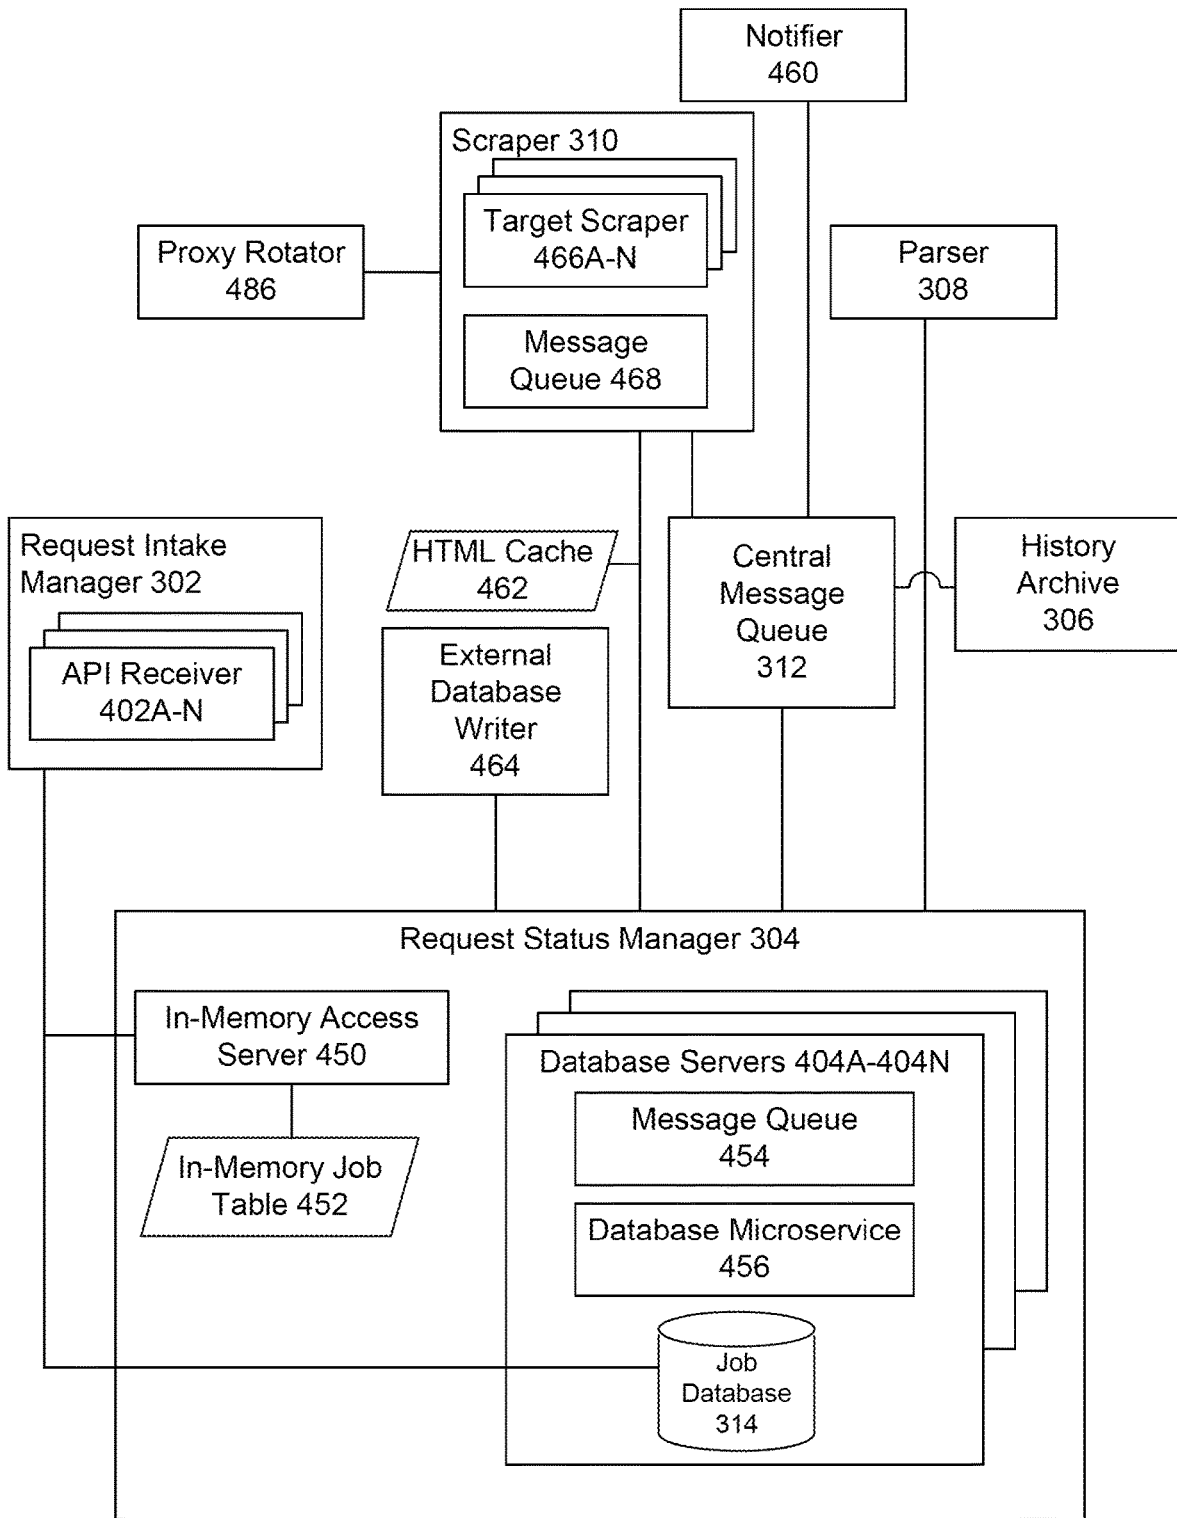 Notifier
460
Scraper 310
Target Scraper
466A-N
Proxy Rotator
486
Parser
308
Message
Queue 468
Request Intake
Manager 302
API Receiver
402A-N
HTML Cache
462
External
Database
Writer
464
Central
Message
Queue
312
History
Archive
306
Request Status Manager 304
In-Memory Access
Server 450
In-Memory Job
Table 452
Database Servers 404A-404N
Message Queue
454
Database Microservice
456
Job
Database
314